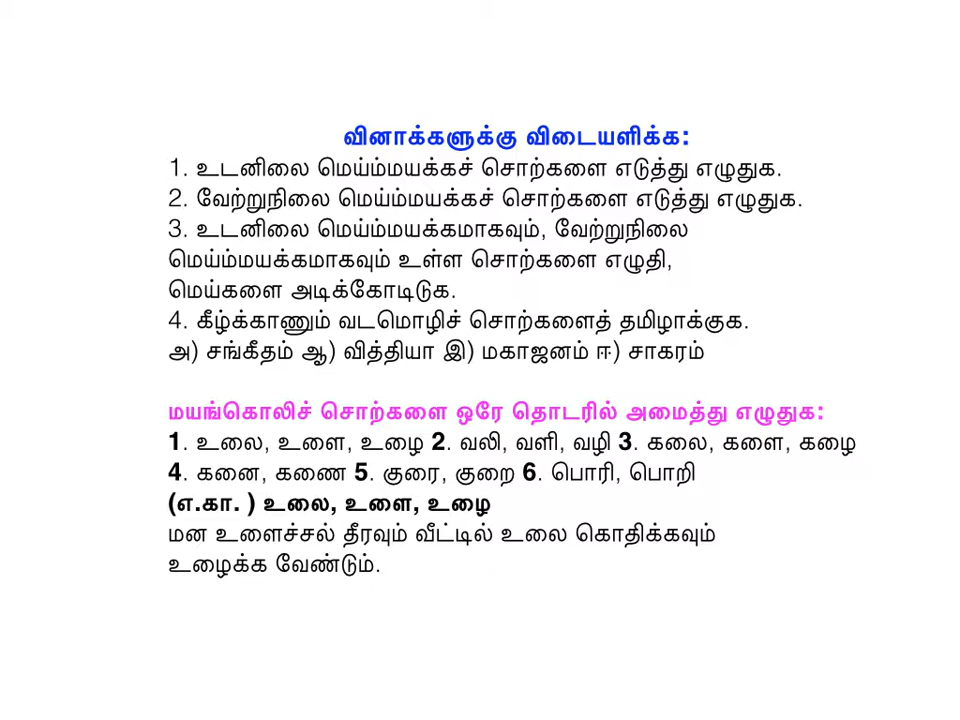 வினாக்களுக்கு விடையளிக்க:
1. உடனிலை மெய்ம்மயக்கச் சொற்களை எடுத்து எழுதுக.
2. வேற்றுநிலை மெய்ம்மயக்கச் சொற்களை எடுத்து எழுதுக.
3. உடனிலை மெய்ம்மயக்கமாகவும், வேற்றுநிலை
மெய்ம்மயக்கமாகவும் உள்ள சொற்களை எழுதி,
மெய்களை அடிக்கோடிடுக.
4. கீழ்க்காணும் வடமொழிச் சொற்களைத் தமிழாக்குக.
அ) சங்கீதம் ஆ) வித்தியா இ) மகாஜனம் ஈ) சாகரம்
மயங்கொலிச் சொற்களை ஒரே தொடரில் அமைத்து எழுதுக:
1. உலை, உளை, உழை 2. வலி, வளி, வழி 3. கலை, களை, கழை
4. கனை, கணை 5. குரை, குறை 6. பொரி, பொறி
(எ.கா. ) உலை, உளை, உழை
மன உளைச்சல் தீரவும் வீட்டில் உலை கொதிக்கவும்
உழைக்க வேண்டும்.